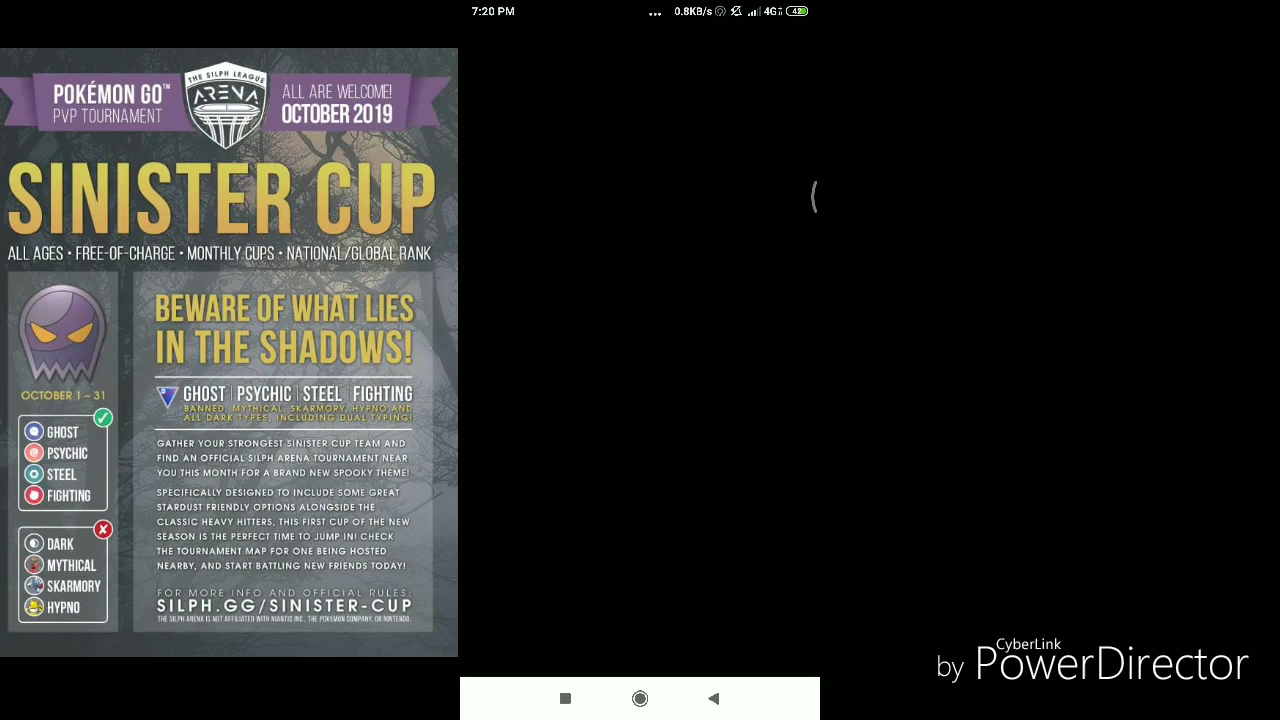 7:20 PM
... 0.8KB/s 4G 42
POKÉMON GO™
PVP TOURNAMENT
THE SILPH LEAGUE
ARENA
ALL ARE WELCOME!
OCTOBER 2019
SINISTER CUP
ALL AGES • FREE-OF-CHARGE • MONTHLY CUPS • NATIONAL/GLOBAL RANK
OCTOBER 1 – 31
GHOST
PSYCHIC
STEEL
FIGHTING
DARK
MYTHICAL
SKARMORY
HYPNO
BEWARE OF WHAT LIES
IN THE SHADOWS!
GHOST | PSYCHIC | STEEL | FIGHTING
BANNED: MYTHICAL, SKARMORY, HYPNO AND
ALL DARK TYPES, INCLUDING DUAL TYPING!
GATHER YOUR STRONGEST SINISTER CUP TEAM AND
FIND AN OFFICIAL SILPH ARENA TOURNAMENT NEAR
YOU THIS MONTH FOR A BRAND NEW SPOOKY THEME!
SPECIFICALLY DESIGNED TO INCLUDE SOME GREAT
STARDUST FRIENDLY OPTIONS ALONGSIDE THE
CLASSIC HEAVY HITTERS, THIS FIRST CUP OF THE NEW
SEASON IS THE PERFECT TIME TO JUMP IN! CHECK
THE TOURNAMENT MAP FOR ONE BEING HOSTED
NEARBY, AND START BATTLING NEW FRIENDS TODAY!
FOR MORE INFO AND OFFICIAL RULES:
SILPH.GG/SINISTER-CUP
THE SILPH ARENA IS NOT AFFILIATED WITH NIANTIC INC., THE POKEMON COMPANY, OR NINTENDO.
CyberLink
by PowerDirector